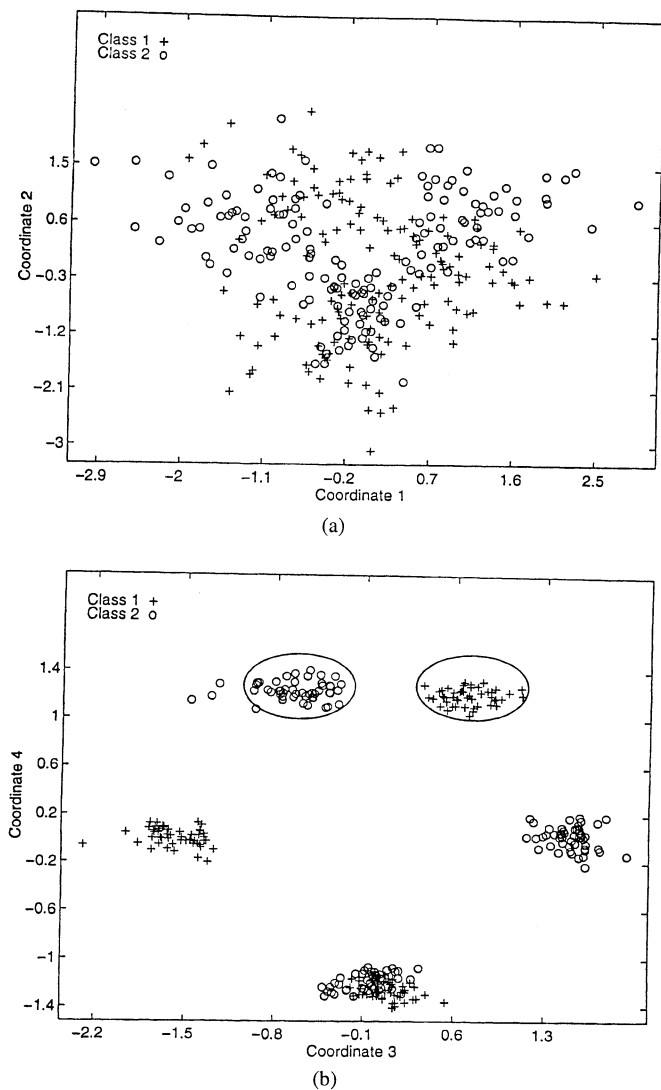 Class 1 +
Class 2 o
1.5
0.6
-0.3
-1.2
-2.1
-3
Coordinate 2
-2.9
-2
-1.1
-0.2
0.7
1.6
2.5
Coordinate 1
(a)
Class 1 +
Class 2 o
1.4
1
0.6
0.2
-0.2
-0.6
-1
-1.4
Coordinate 4
-2.2
-1.5
-0.8
-0.1
0.6
1.3
Coordinate 3
(b)